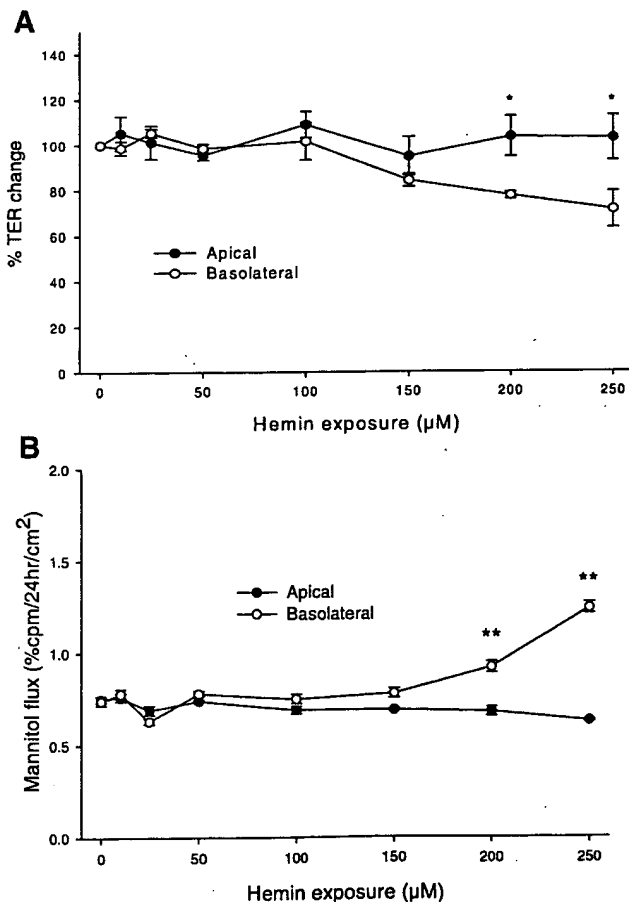 A
140
120
100
80
60
40
20
0
% TER change
* *
Apical
Basolateral
0 50 100 150 200 250
Hemin exposure (µM)
B
2.0
1.5
1.0
0.5
0.0
Mannitol flux (%cpm/24hr/cm²)
Apical
Basolateral
**
**
0 50 100 150 200 250
Hemin exposure (µM)